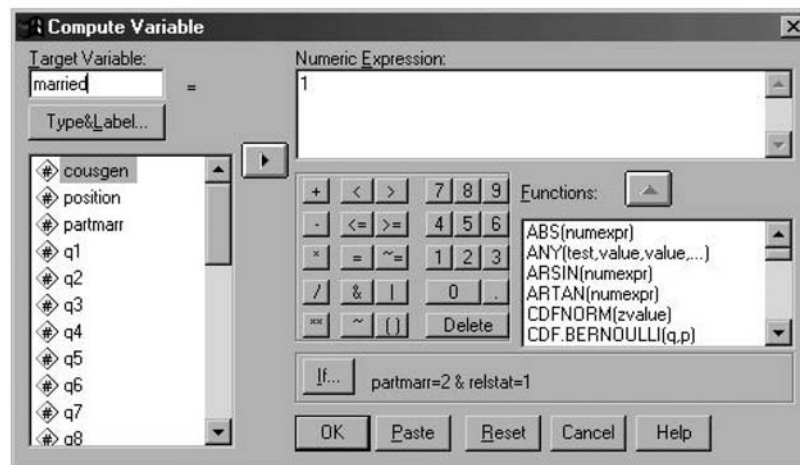 Compute Variable
Target Variable:
married
=
Type&Label...
cousgen
position
partmarr
q1
q2
q3
q4
q5
q6
q7
q8
Numeric Expression:
1
+ < > 7 8 9
- <= >= 4 5 6
* = ~= 1 2 3
/ & | 0 .
** ~ () Delete
Functions:
ABS(numexpr)
ANY(test,value,value,...)
ARSIN(numexpr)
ARTAN(numexpr)
CDFNORM(zvalue)
CDF.BERNOULLI(q,p)
If... partmarr=2 & relstat=1
OK Paste Reset Cancel Help